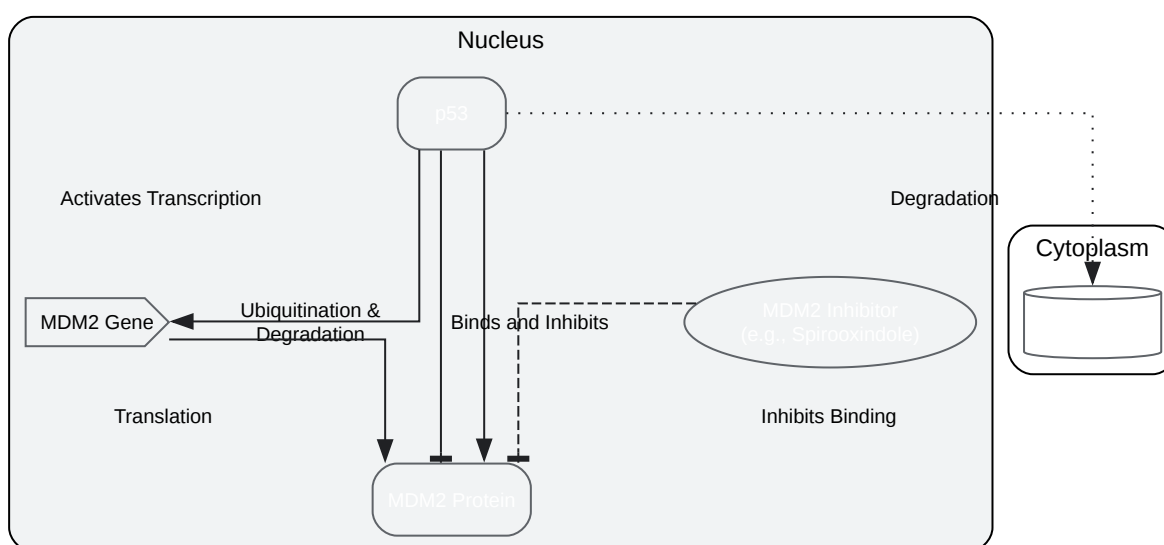 Nucleus
p53
Activates Transcription
Degradation
Cytoplasm
MDM2 Gene
Ubiquitination &
Degradation
Binds and Inhibits
MDM2 Inhibitor
(e.g., Spirooxindole)
Translation
Inhibits Binding
MDM2 Protein